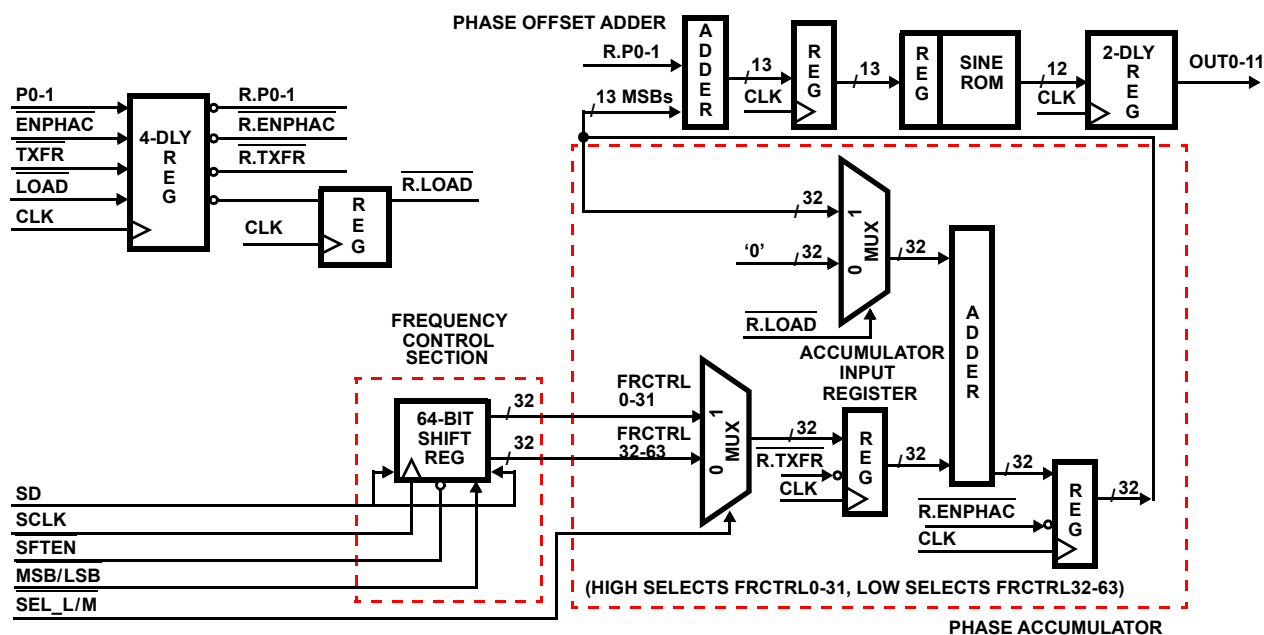 PHASE OFFSET ADDER
R.P0-1
13 MSBs
ADDER
13
CLK
REG
13
REG
SINE
ROM
12
CLK
2-DLY
REG
OUT0-11
P0-1
ENPHAC
TXFR
LOAD
CLK
4-DLY
REG
R.P0-1
R.ENPHAC
R.TXFR
CLK
REG
R.LOAD
32
'0'
32
1
MUX
0
32
R.LOAD
ADDER
FREQUENCY
CONTROL
SECTION
64-BIT
SHIFT
REG
32
32
FRCTRL
0-31
FRCTRL
32-63
1
MUX
0
ACCUMULATOR
INPUT
REGISTER
32
R.TXFR
CLK
REG
32
32
R.ENPHAC
CLK
REG
32
SD
SCLK
SFTEN
MSB/LSB
SEL_L/M
(HIGH SELECTS FRCTRL0-31, LOW SELECTS FRCTRL32-63)
PHASE ACCUMULATOR